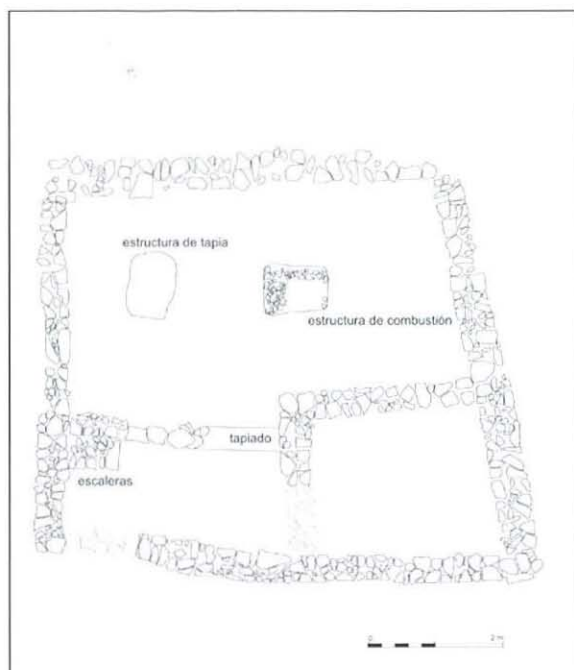 estructura de tapia
estructura de combustión
tapiado
escaleras
0 2 m